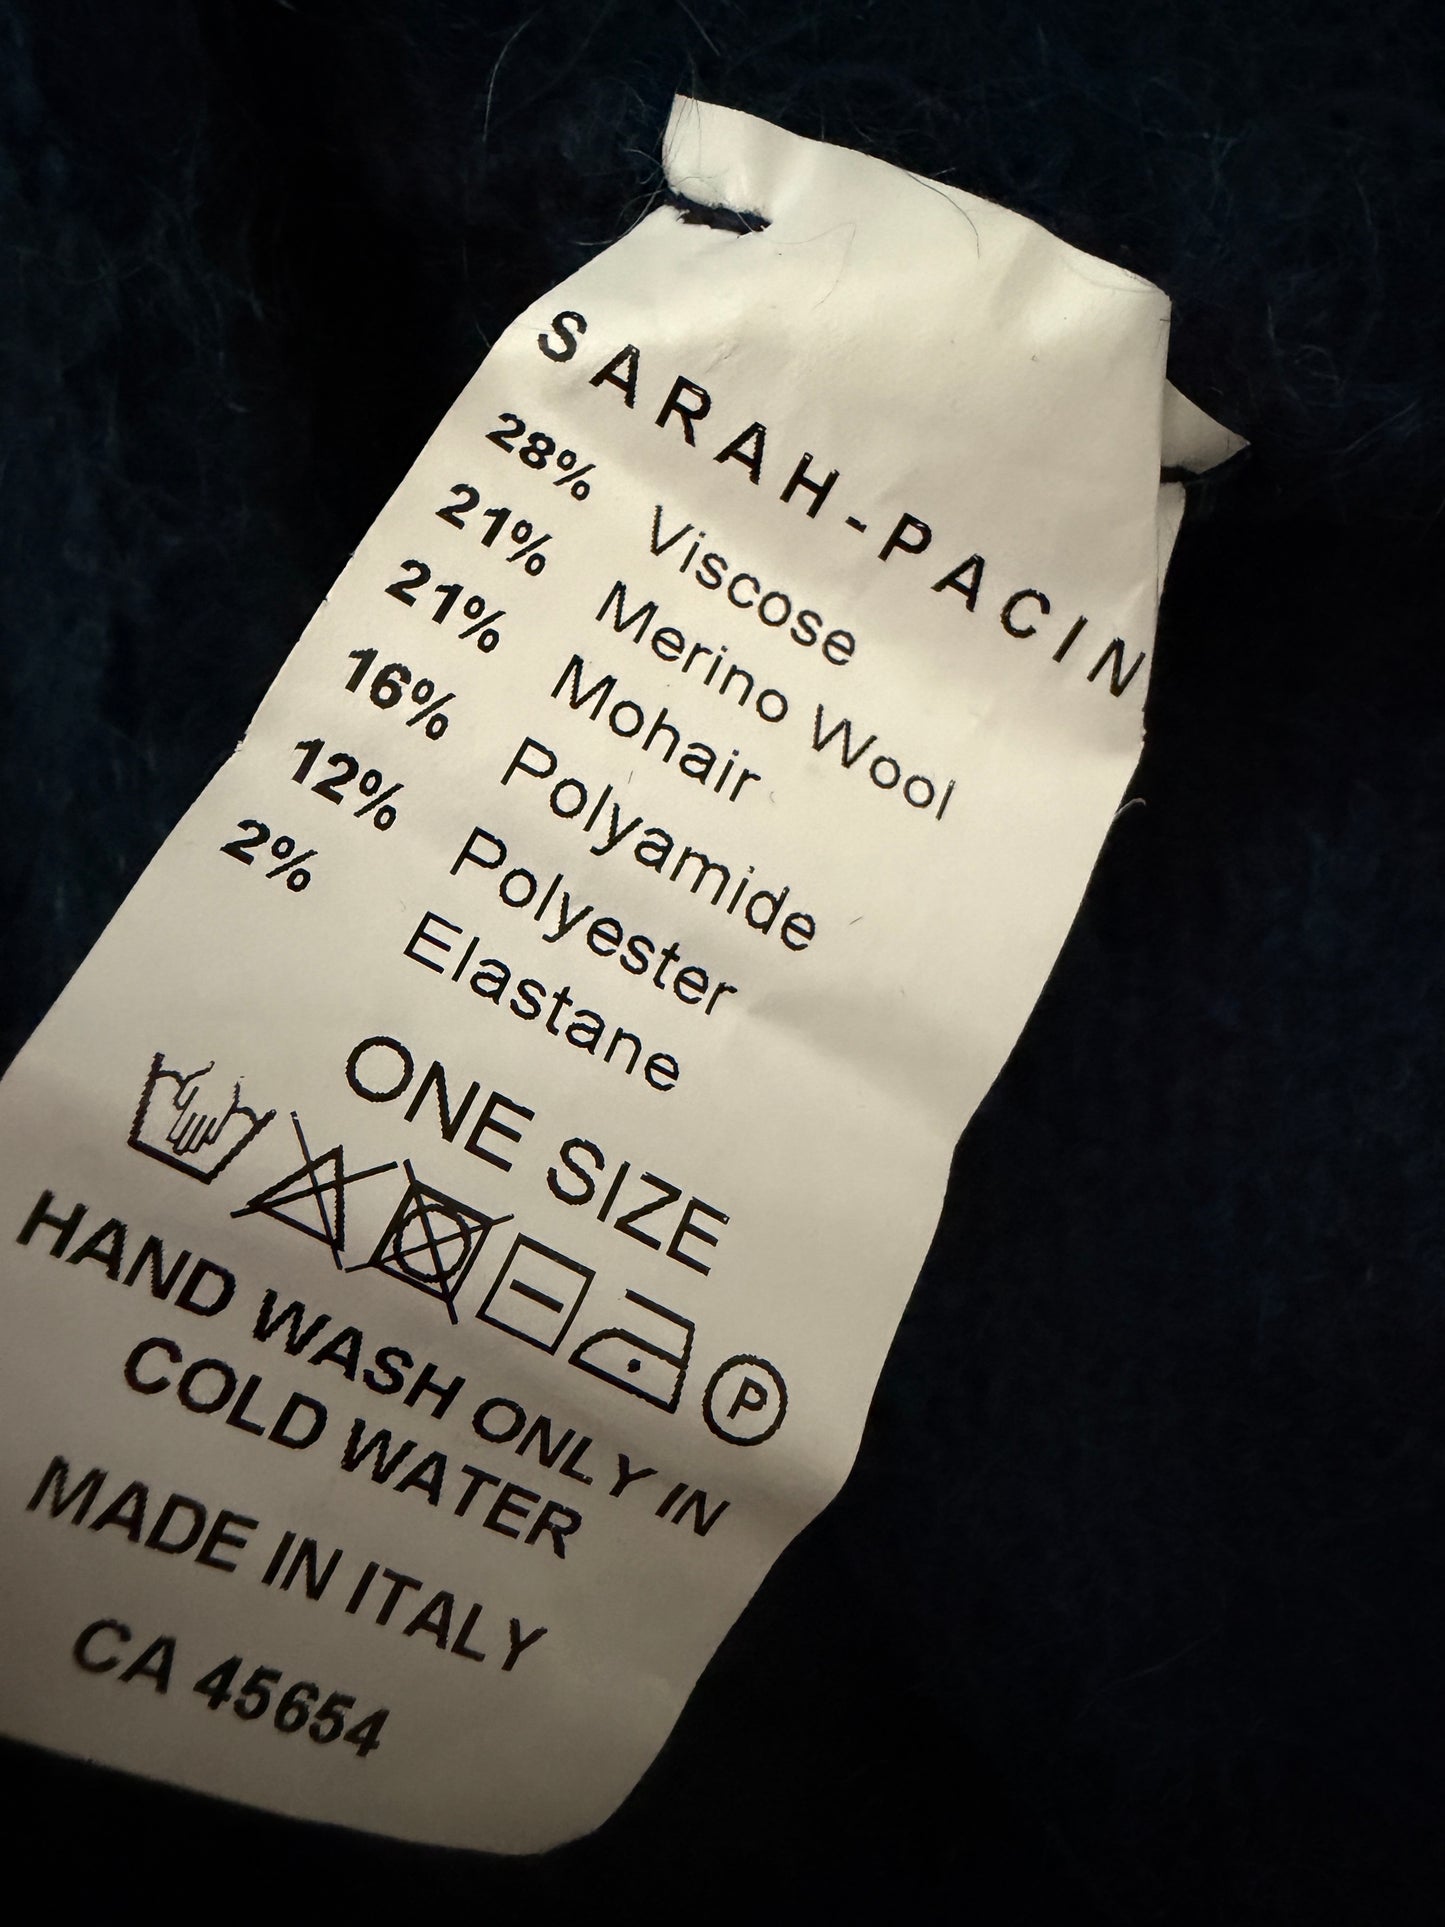 SARAH-PACIN
28% Viscose
21% Merino Wool
21% Mohair
16% Polyamide
12% Polyester
2% Elastane
ONE SIZE
P
HAND WASH ONLY IN
COLD WATER
MADE IN ITALY
CA 45654